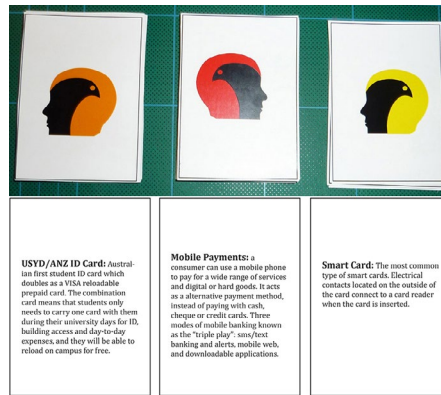 USYD/ANZ ID Card: Austral-
ian first student ID card which
doubles as a VISA reloadable
prepaid card. The combination
card means that students only
needs to carry one card with them
during their university days for ID,
building access and day-to-day
expenses, and they will be able to
reload on campus for free.
Mobile Payments: a
consumer can use a mobile phone
to pay for a wide range of services
and digital or hard goods. It acts
as a alternative payment method,
instead of paying with cash,
cheque or credit cards. Three
modes of mobile banking known
as the "triple play": sms/text
banking and alerts, mobile web,
and downloadable applications.
Smart Card: The most common
type of smart cards. Electrical
contacts located on the outside of
the card connect to a card reader
when the card is inserted.